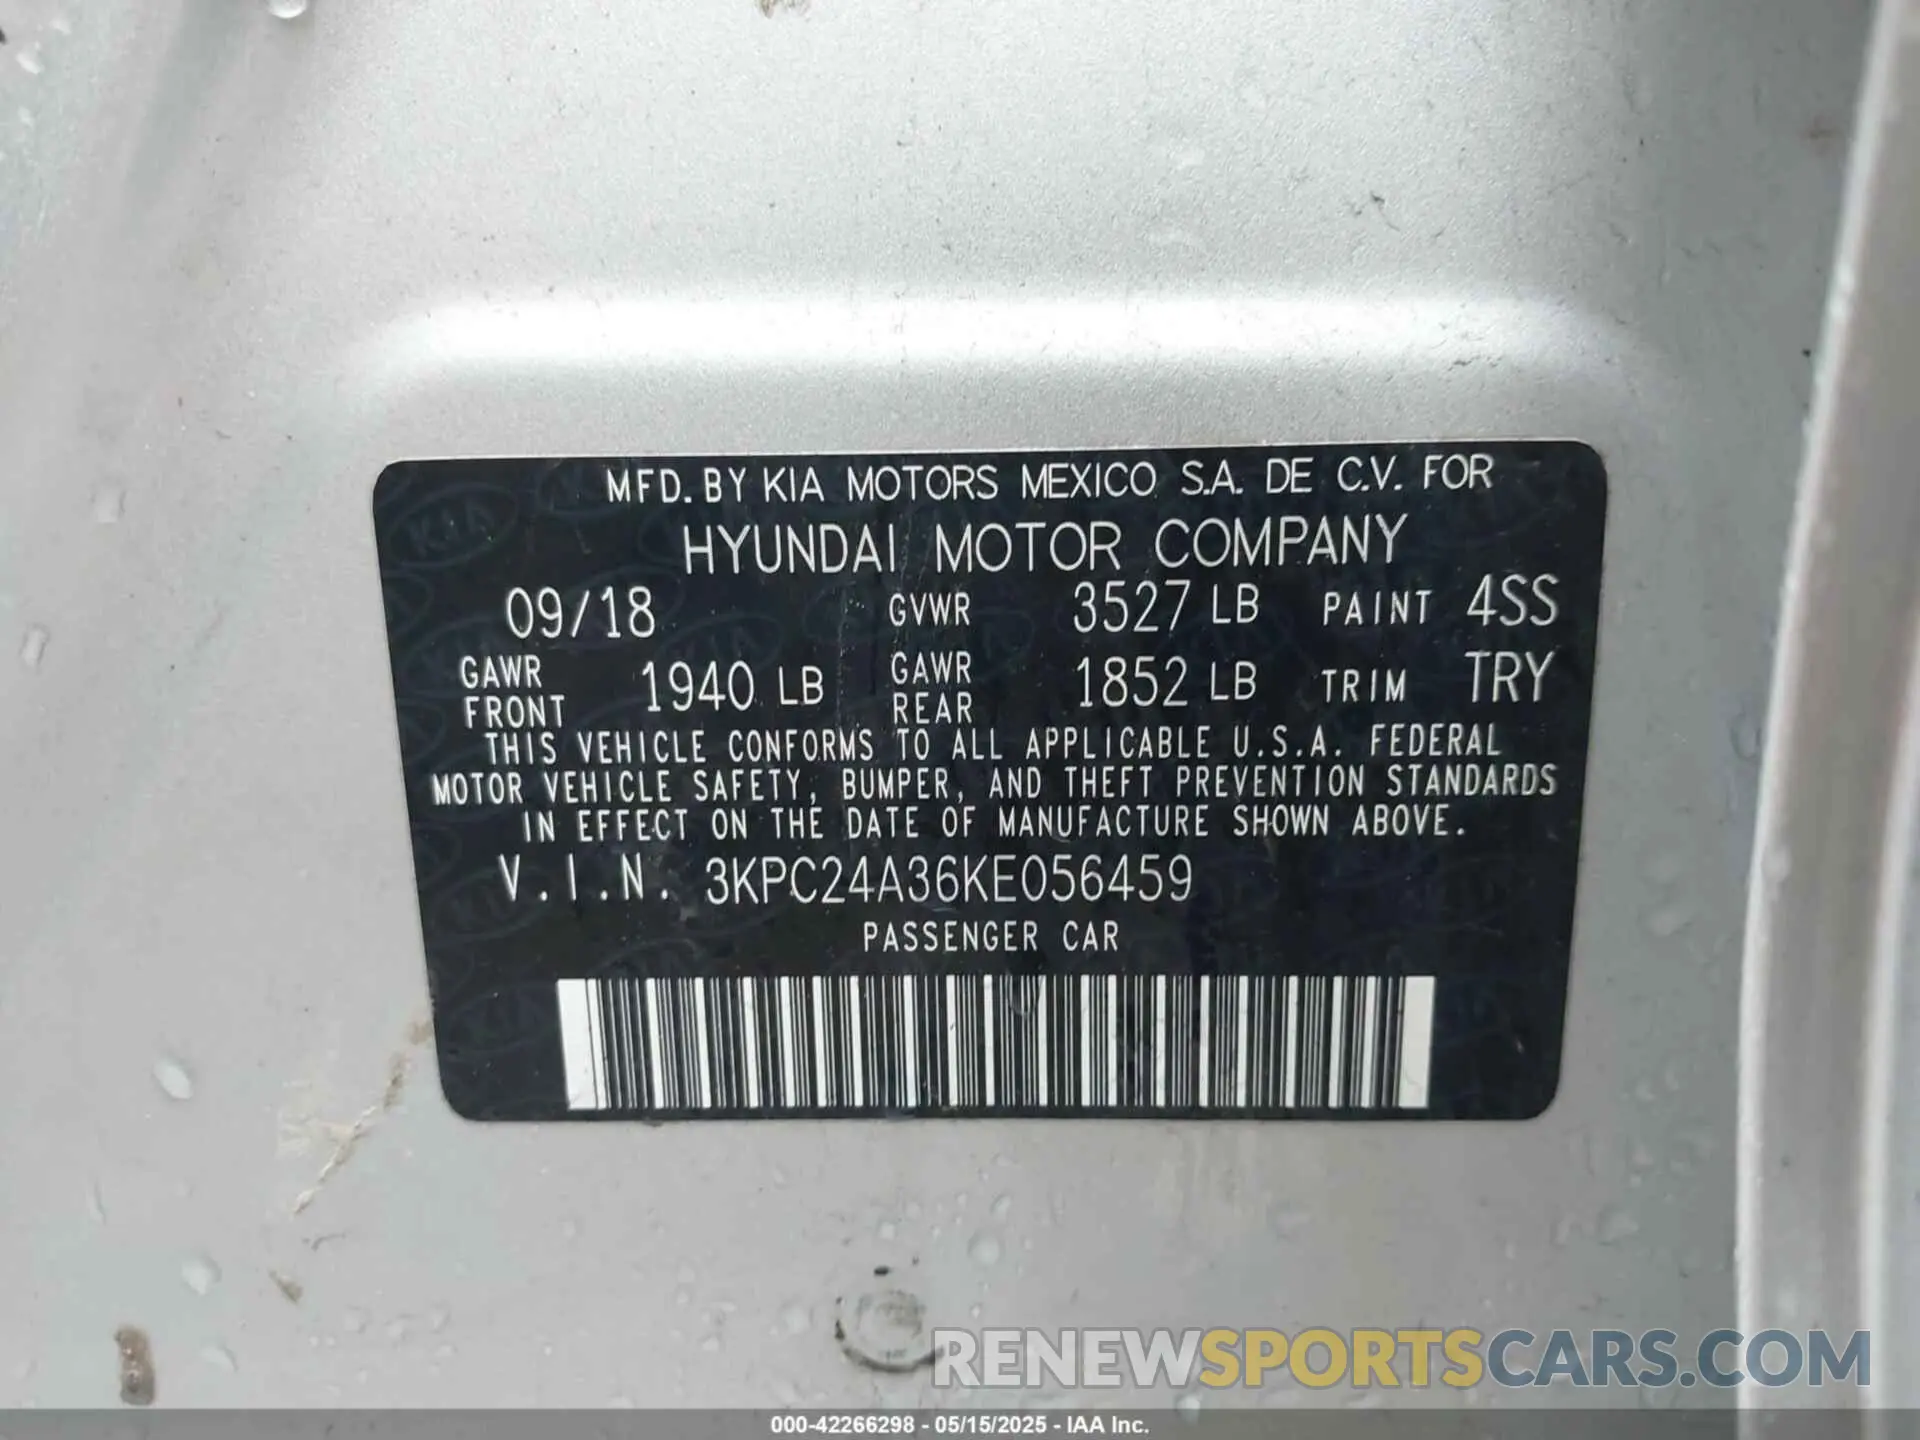 MFD. BY KIA MOTORS MEXICO S.A. DE C.V. FOR
HYUNDAI MOTOR COMPANY
09/18 GVWR 3527 LB PAINT 4SS
GAWR FRONT 1940 LB GAWR REAR 1852 LB TRIM TRY
THIS VEHICLE CONFORMS TO ALL APPLICABLE U.S.A. FEDERAL
MOTOR VEHICLE SAFETY, BUMPER, AND THEFT PREVENTION STANDARDS
IN EFFECT ON THE DATE OF MANUFACTURE SHOWN ABOVE.
V.I.N. 3KPC24A36KE056459
PASSENGER CAR
RENEWSPORTSCARS.COM
000-42266298 - 05/15/2025 - IAA Inc.